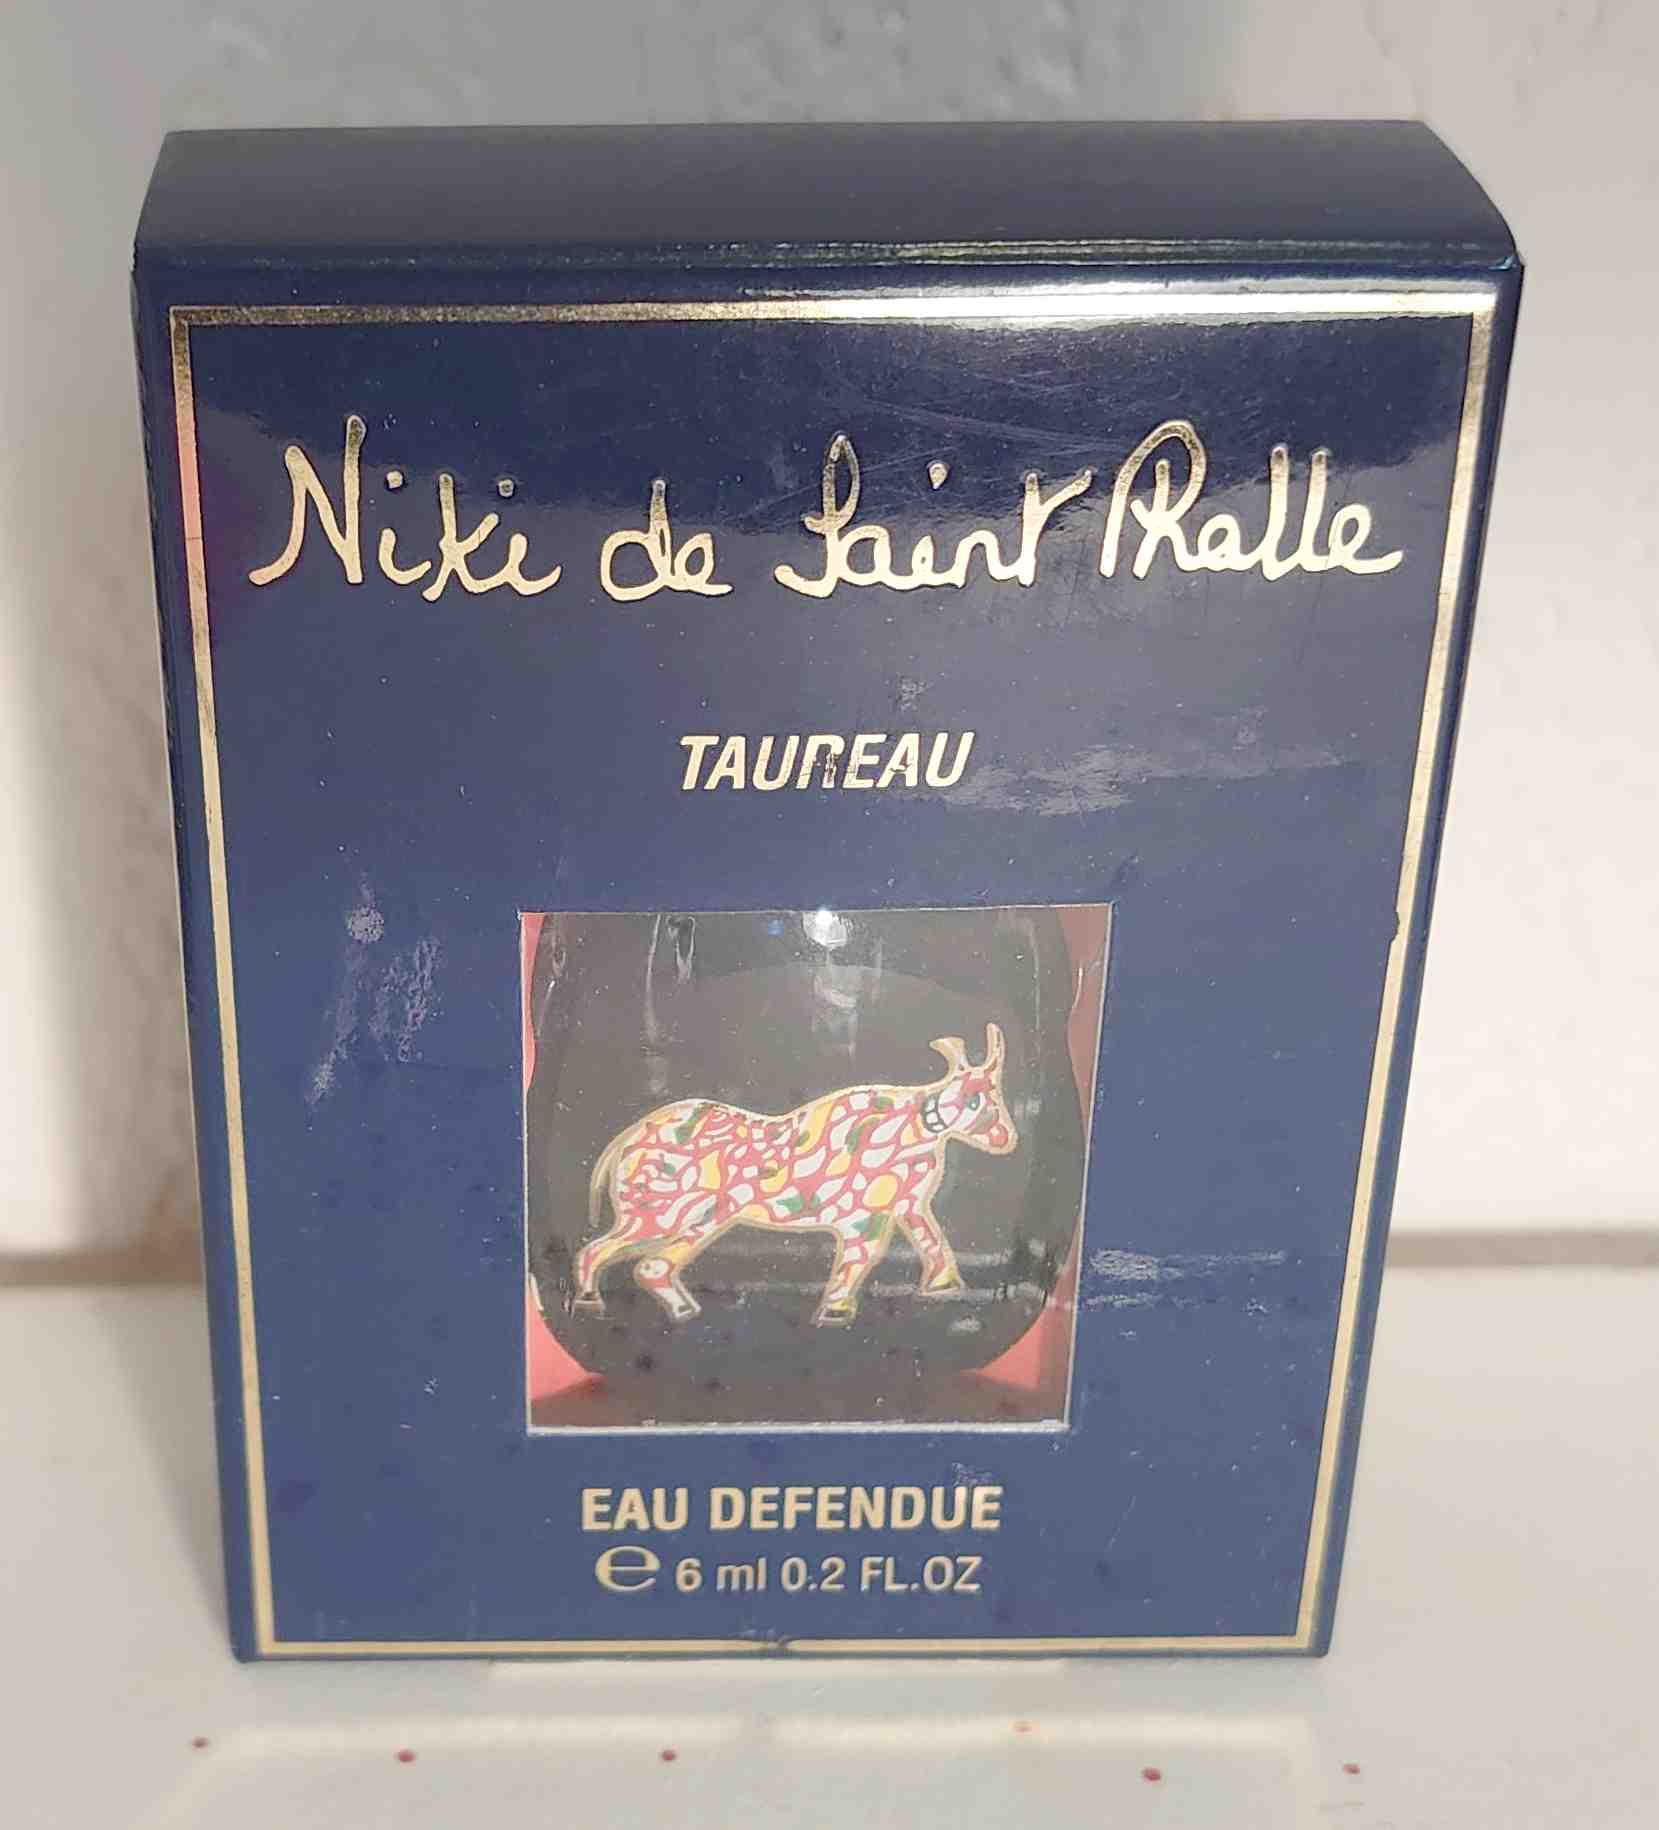 Niki de Saint Phalle
TAUREAU
EAU DEFENDUE
℮ 6 ml 0.2 FL.OZ